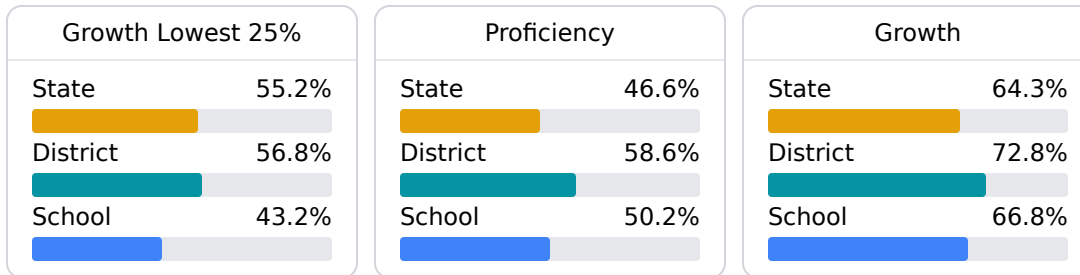 Growth Lowest 25%
State 55.2%
District 56.8%
School 43.2%
Proficiency
State 46.6%
District 58.6%
School 50.2%
Growth
State 64.3%
District 72.8%
School 66.8%